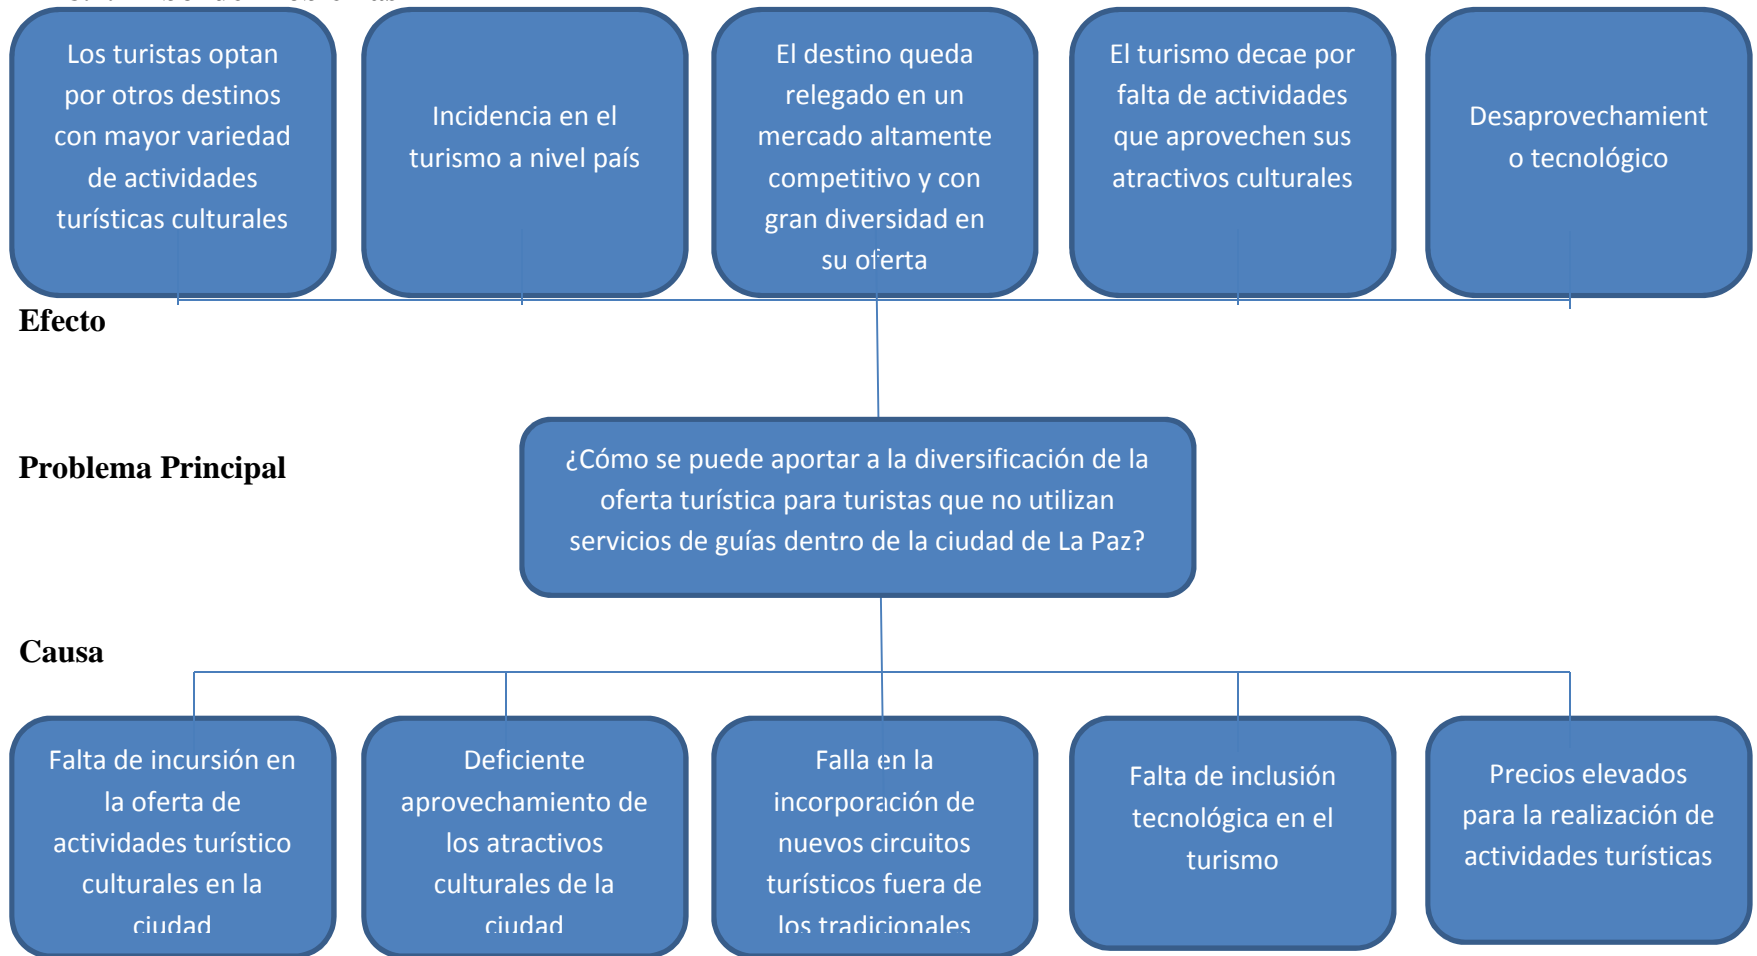 Los turistas optan
por otros destinos
con mayor variedad
de actividades
turísticas culturales
Incidencia en el
turismo a nivel país
El destino queda
relegado en un
mercado altamente
competitivo y con
gran diversidad en
su oferta
El turismo decae por
falta de actividades
que aprovechen sus
atractivos culturales
Desaprovechamient
o tecnológico
Efecto
Problema Principal
¿Cómo se puede aportar a la diversificación de la
oferta turística para turistas que no utilizan
servicios de guías dentro de la ciudad de La Paz?
Causa
Falta de incursión en
la oferta de
actividades turístico
culturales en la
ciudad
Deficiente
aprovechamiento de
los atractivos
culturales de la
ciudad
Falla en la
incorporación de
nuevos circuitos
turísticos fuera de
los tradicionales
Falta de inclusión
tecnológica en el
turismo
Precios elevados
para la realización de
actividades turísticas